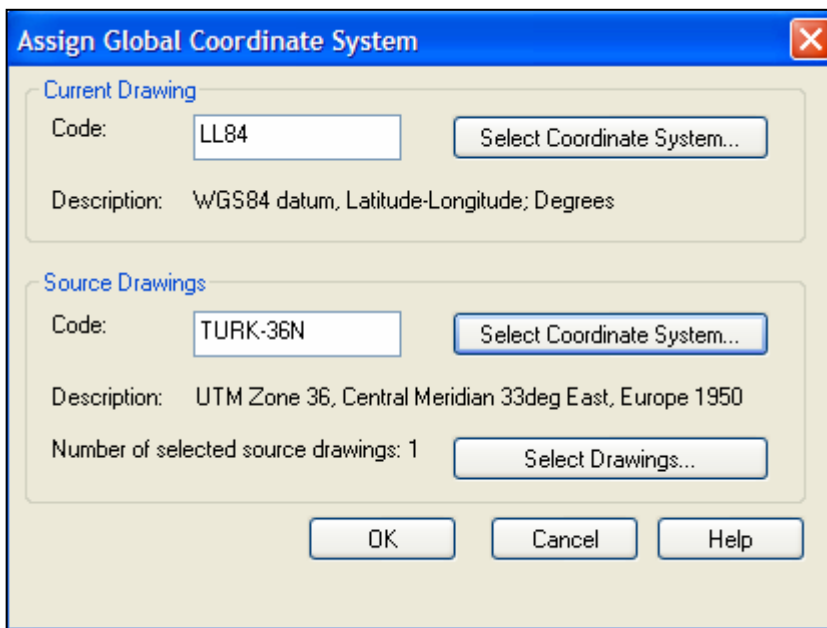 Assign Global Coordinate System
Current Drawing
Code:
LL84
Select Coordinate System...
Description: WGS84 datum, Latitude-Longitude; Degrees
Source Drawings
Code:
TURK-36N
Select Coordinate System...
Description: UTM Zone 36, Central Meridian 33deg East, Europe 1950
Number of selected source drawings: 1
Select Drawings...
OK
Cancel
Help